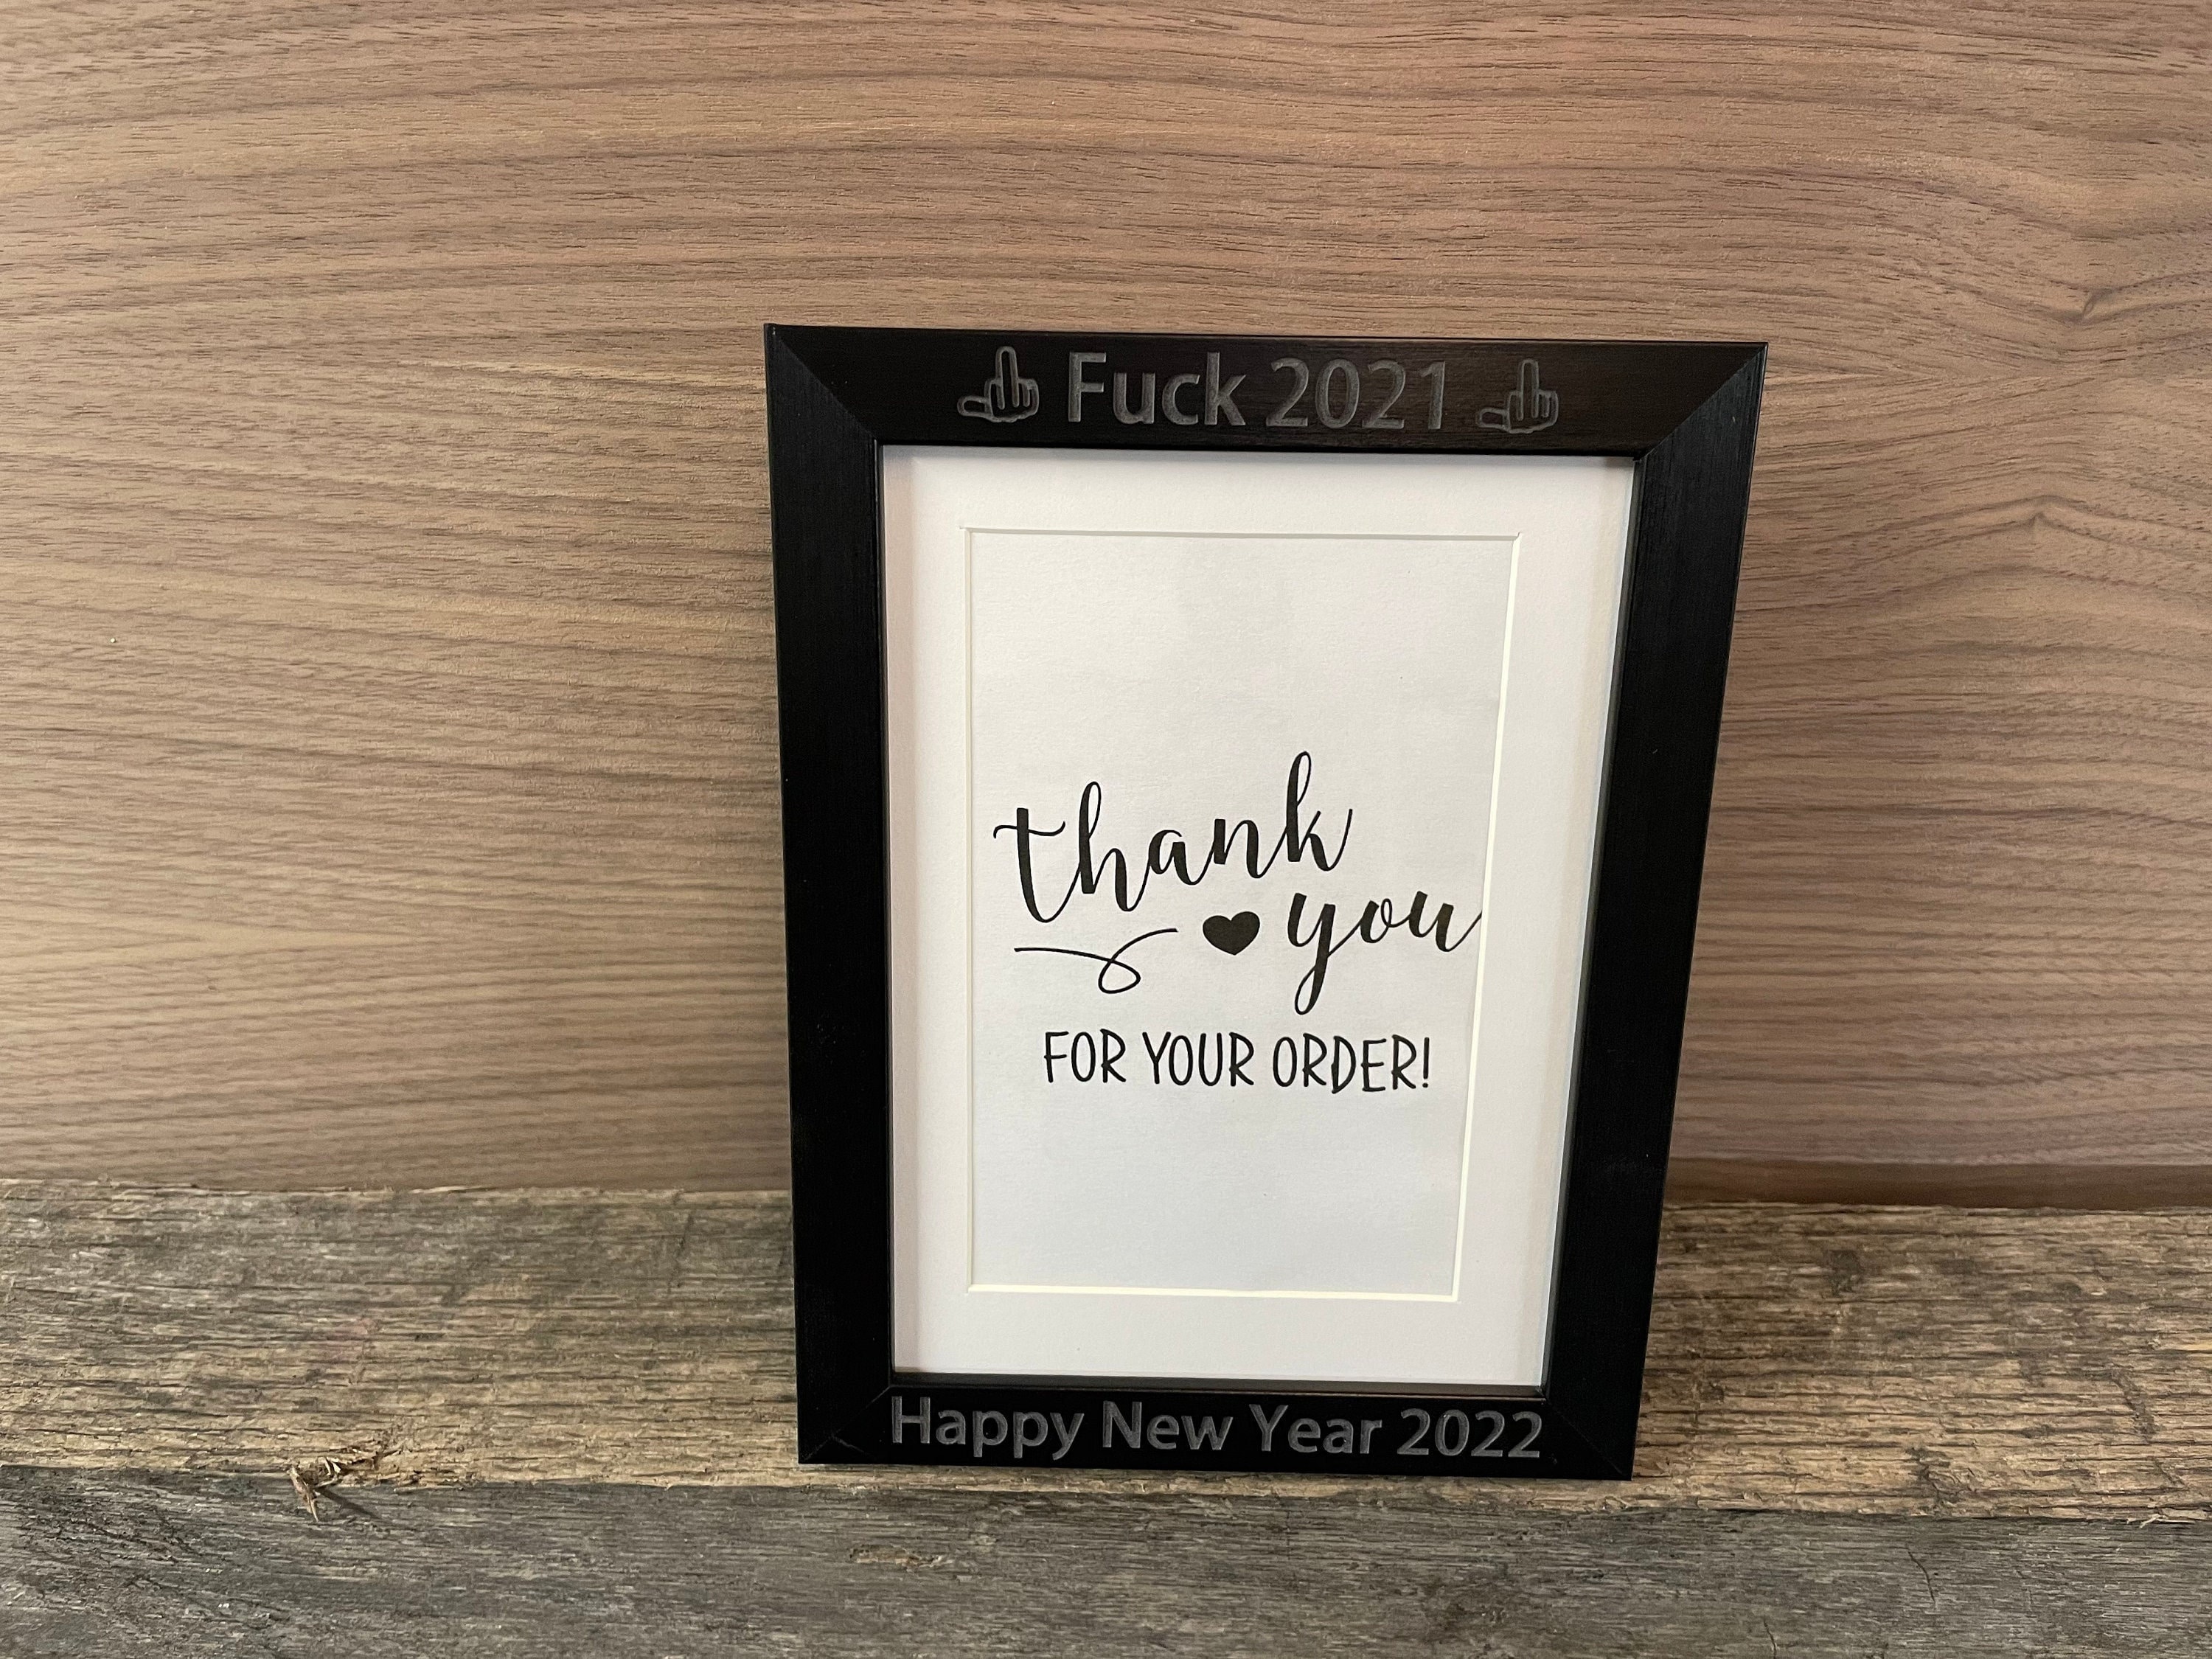 Fuck 2021
thank
you
FOR YOUR ORDER!
Happy New Year 2022